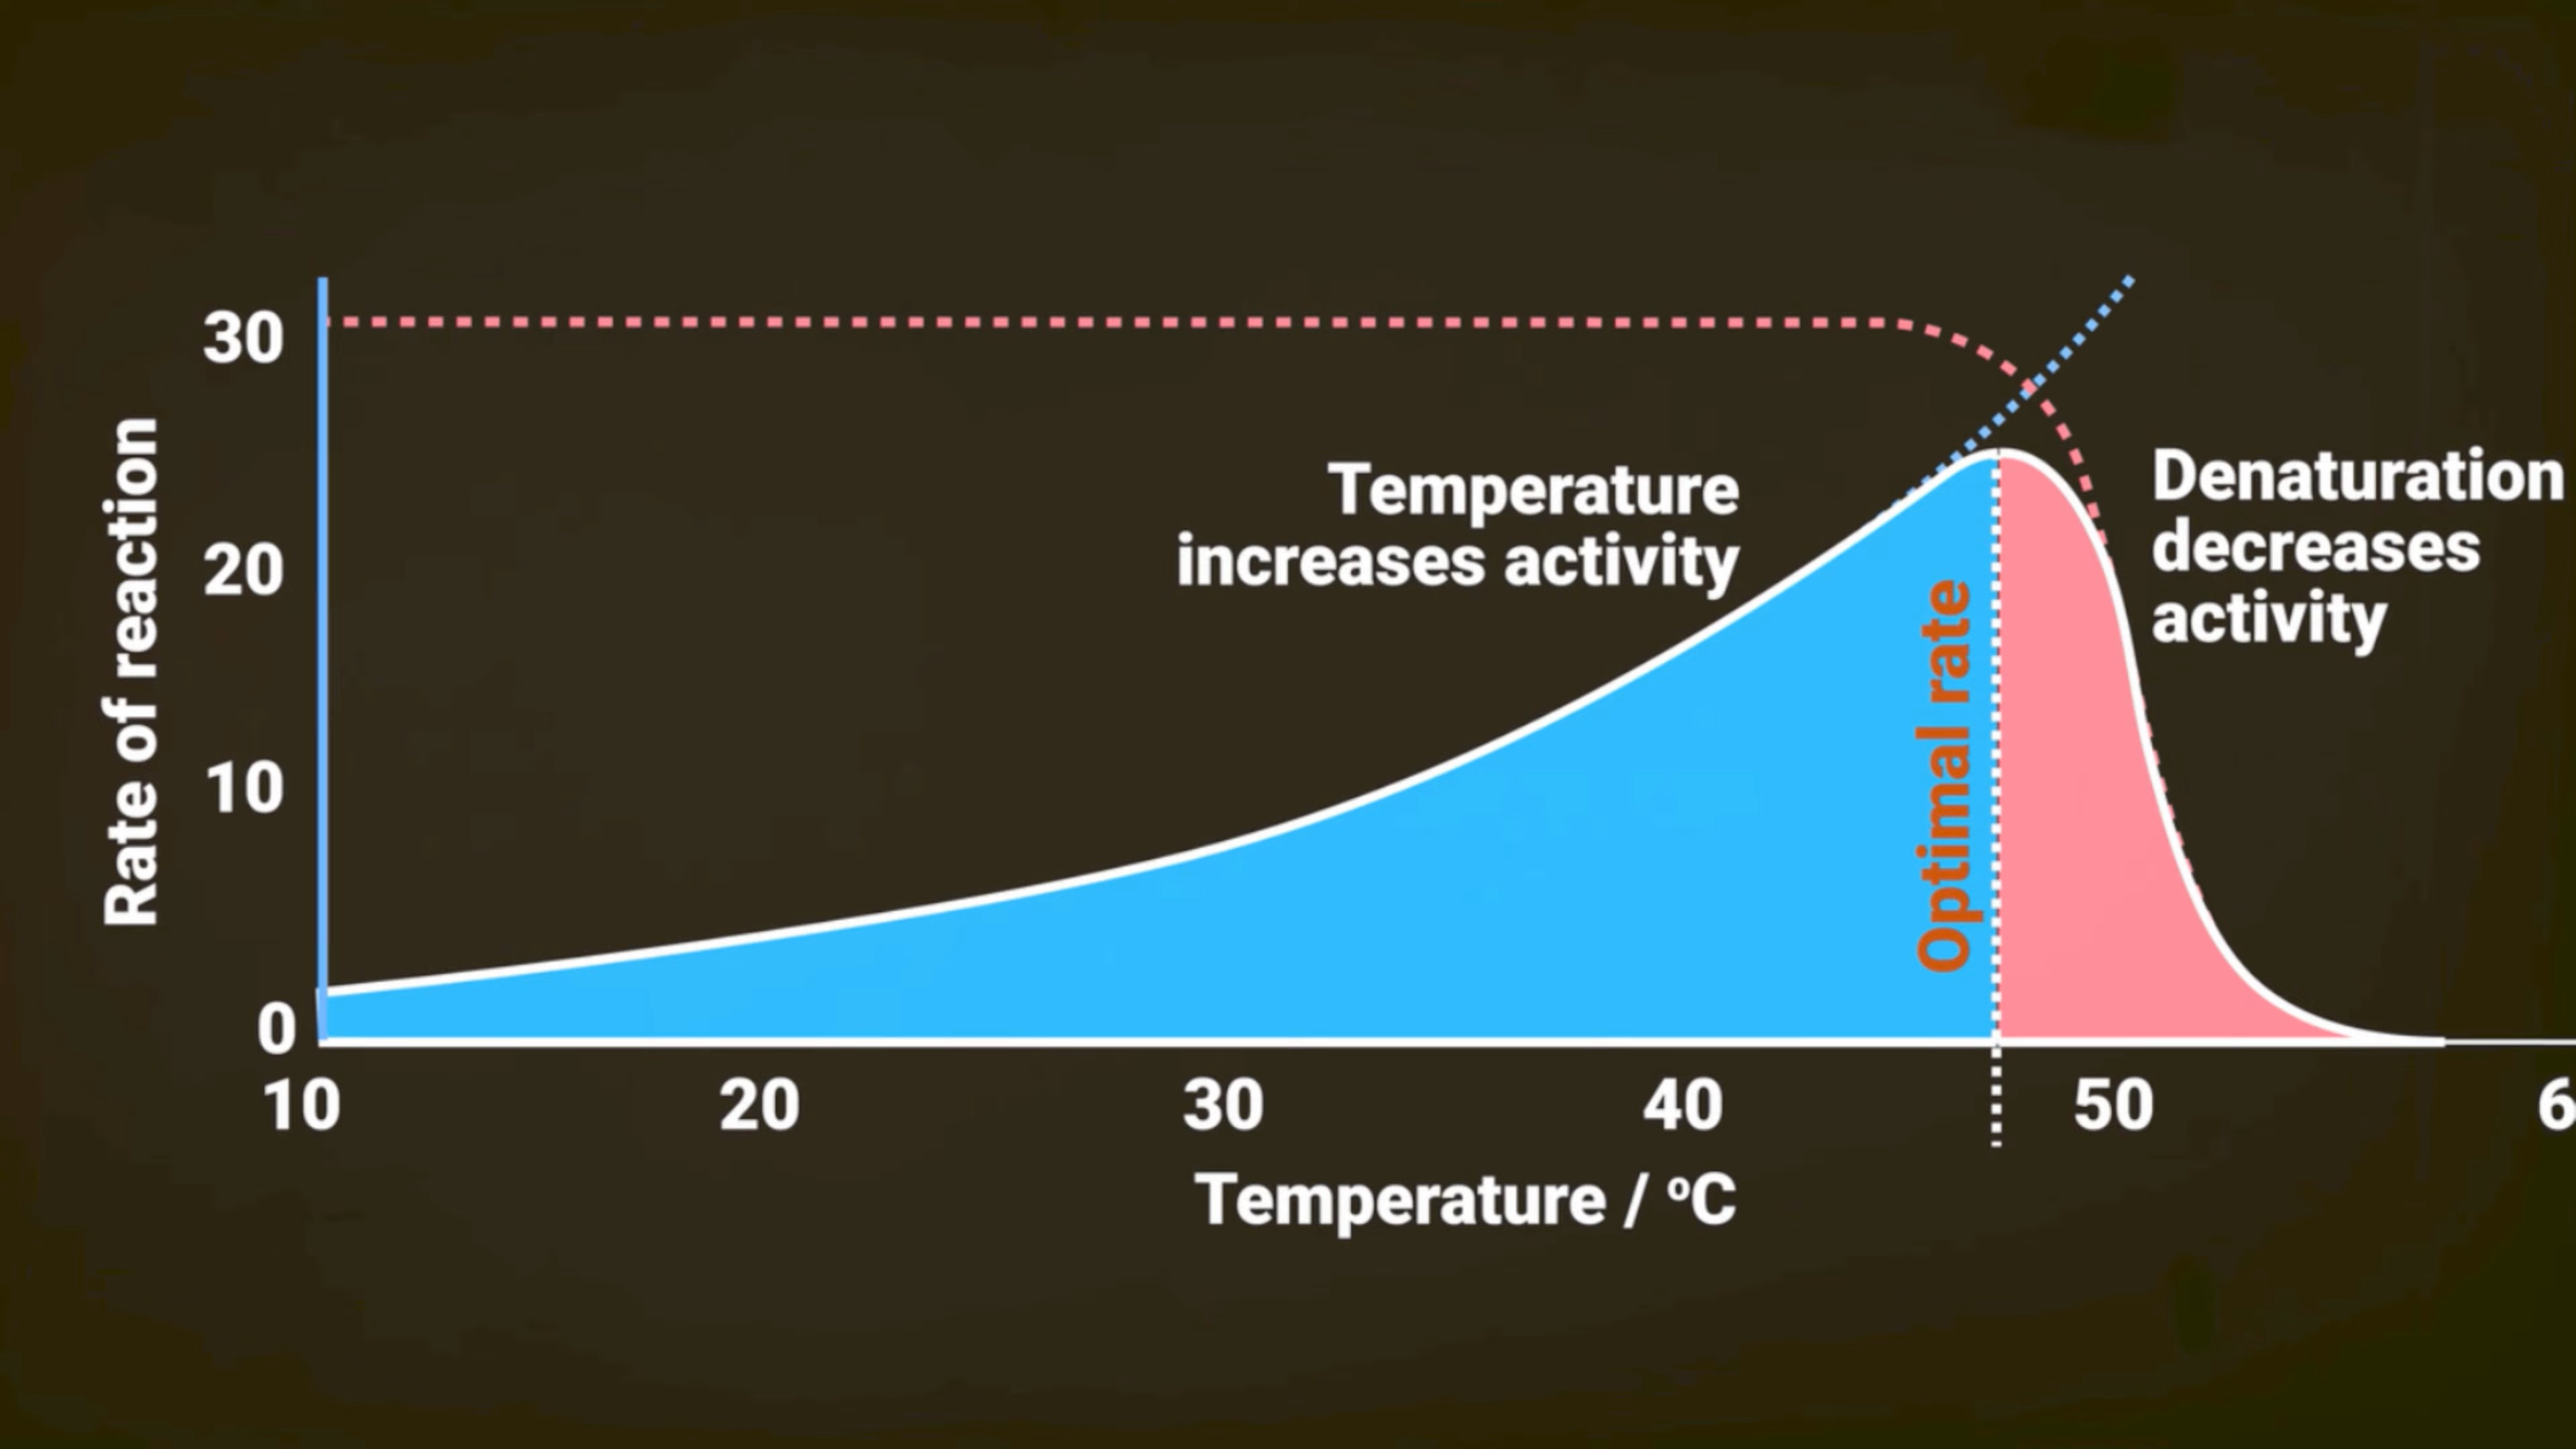 30
20
10
0
Rate of reaction
Temperature
increases activity
Optimal rate
Denaturation
decreases
activity
10 20 30 40 50
Temperature / ºC